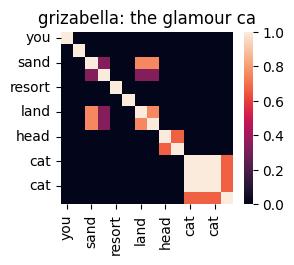 grizabella: the glamour ca
you
sand
resort
land
head
cat
cat
1.0
0.8
0.6
0.4
0.2
0.0
you
sand
resort
land
head
cat
cat